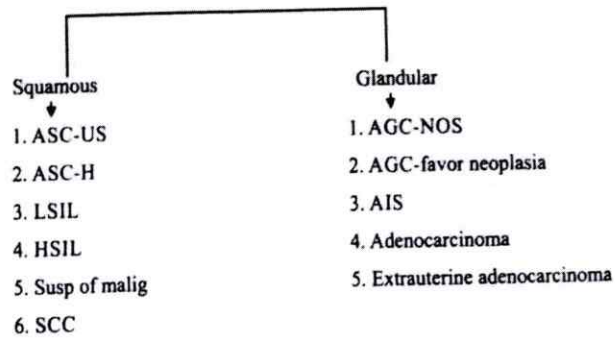 Squamous
1. ASC-US
2. ASC-H
3. LSIL
4. HSIL
5. Susp of malig
6. SCC
Glandular
1. AGC-NOS
2. AGC-favor neoplasia
3. AIS
4. Adenocarcinoma
5. Extrauterine adenocarcinoma